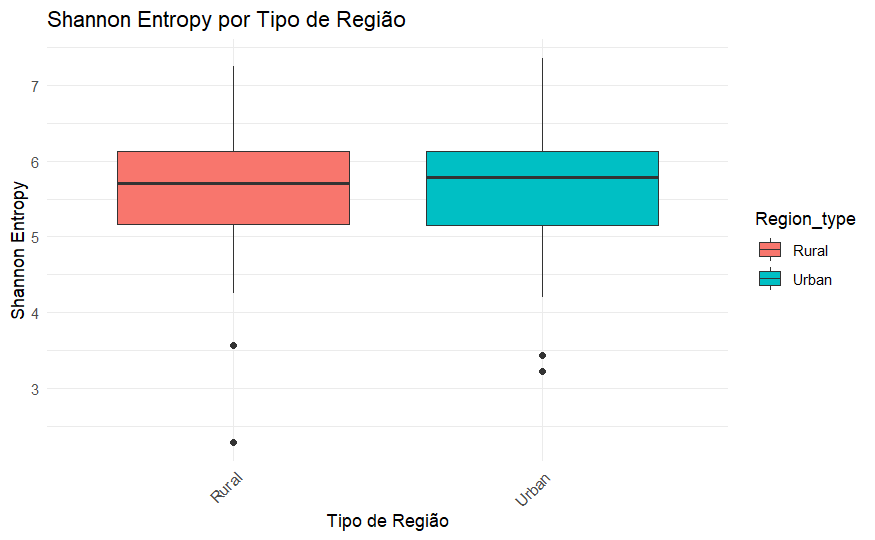 Shannon Entropy por Tipo de Região
Shannon Entropy
7
6
5
4
3
Rural
Urban
Tipo de Região
Region_type
Rural
Urban